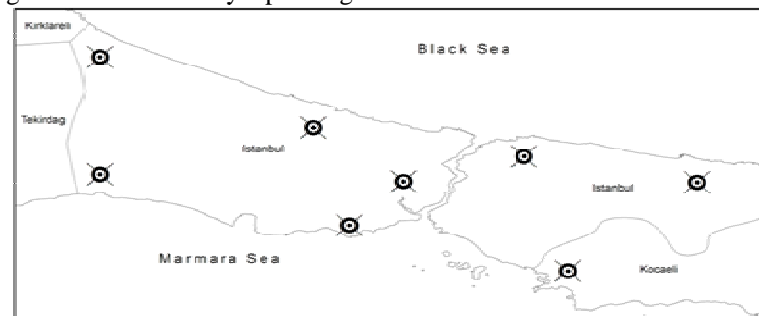 Kirklareli
Black Sea
Tekirdag
Istanbul
Istanbul
Marmara Sea
Kocaeli